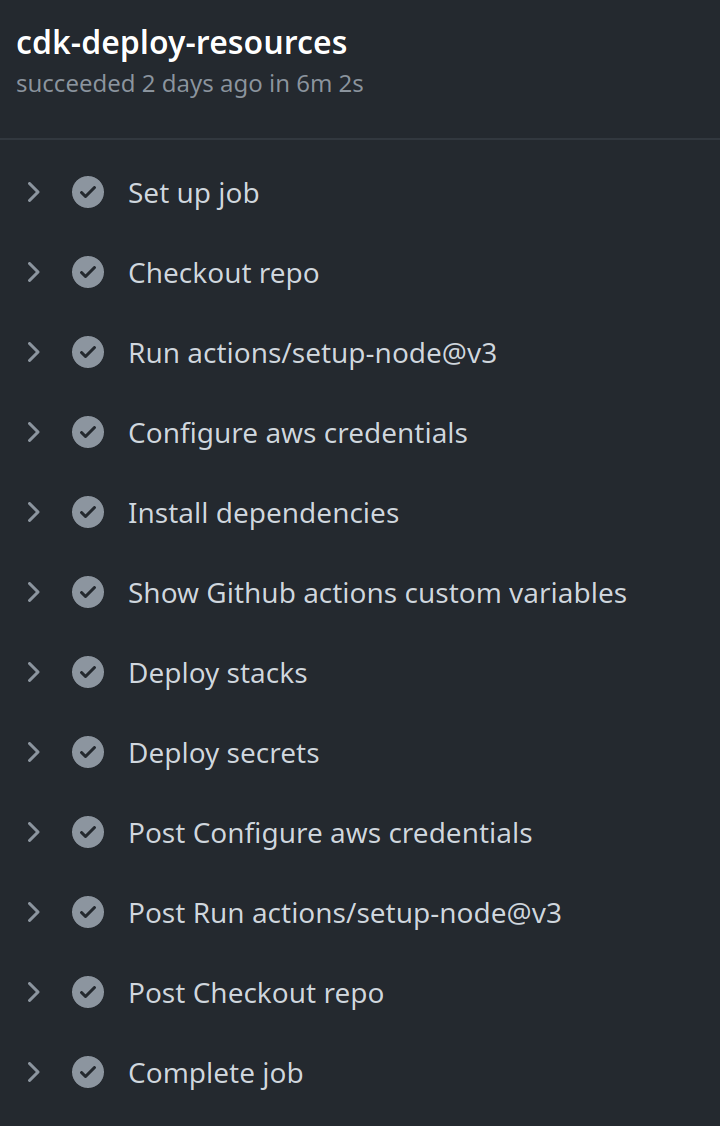 cdk-deploy-resources
succeeded 2 days ago in 6m 2s
Set up job
Checkout repo
Run actions/setup-node@v3
Configure aws credentials
Install dependencies
Show Github actions custom variables
Deploy stacks
Deploy secrets
Post Configure aws credentials
Post Run actions/setup-node@v3
Post Checkout repo
Complete job